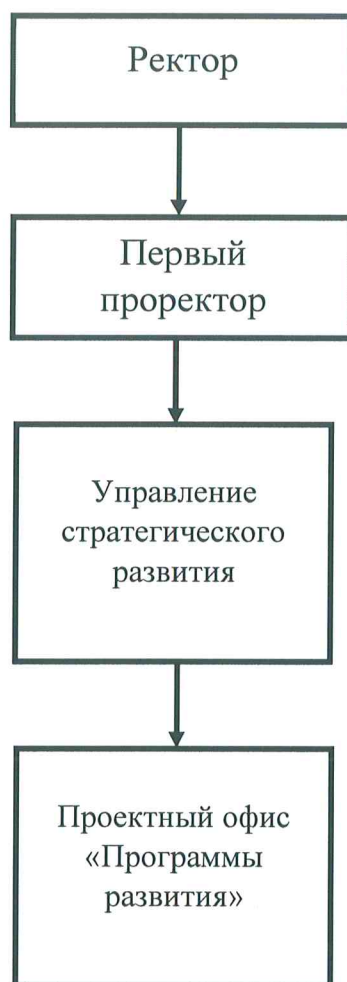 Ректор
Первый
проректор
Управление
стратегического
развития
Проектный офис
«Программы
развития»